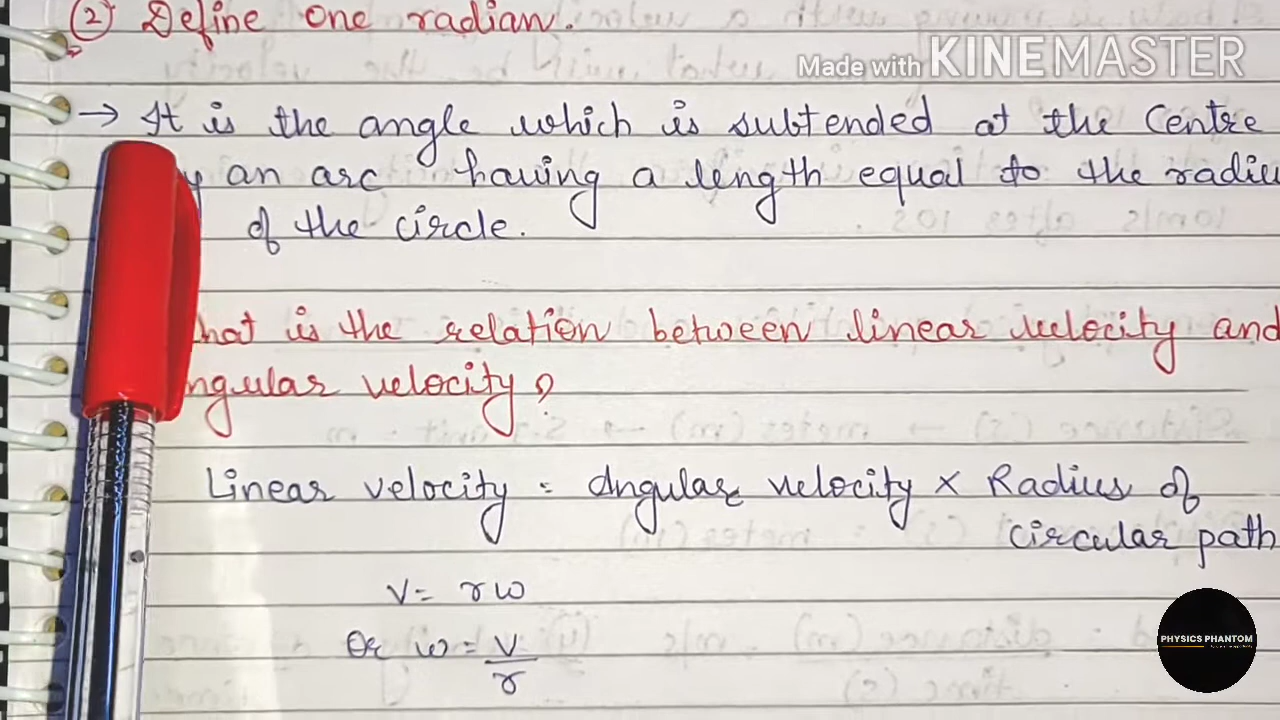 (2) Define One radian.
Made with KINEMASTER
→ It is the angle which is subtended at the Centre
y an arc having a length equal to the radiu
of the circle.
hat is the relation between linear velocity and
ngular velocity?
Linear velocity = Angular velocity × Radius of
circular path
V = rω
Or ω = V/r
PHYSICS PHANTOM